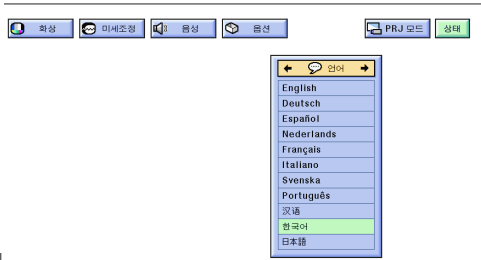 화상 미세조정 음성 옵션 PRJ 모드 상태
언어
English
Deutsch
Español
Nederlands
Français
Italiano
Svenska
Português
汉语
한국어
日本語